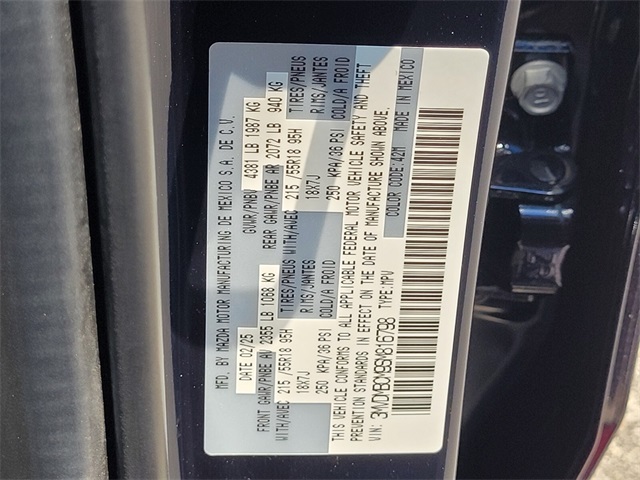 MFD. BY MAZDA MOTOR MANUFACTURING DE MEXICO S.A. DE C.V.
DATE 02/25 GVWR/PNBV 4381 LB 1987 KG
FRONT GAWR/PNBE AV 2355 LB 1068 KG REAR GAWR/PNBE AR 2072 LB 940 KG
WITH/AVEC 215/55R18 95H TIRES/PNEUS WITH/AVEC 215/55R18 95H TIRES/PNEUS
18X7J RIMS/JANTES 18X7J RIMS/JANTES
250 KPA/36 PSI COLD/A FROID 250 KPA/36 PSI COLD/A FROID
THIS VEHICLE CONFORMS TO ALL APPLICABLE FEDERAL MOTOR VEHICLE SAFETY AND THEFT
PREVENTION STANDARDS IN EFFECT ON THE DATE OF MANUFACTURE SHOWN ABOVE.
VIN: TYPE: MPV COLOR CODE: 42M MADE IN MEXICO